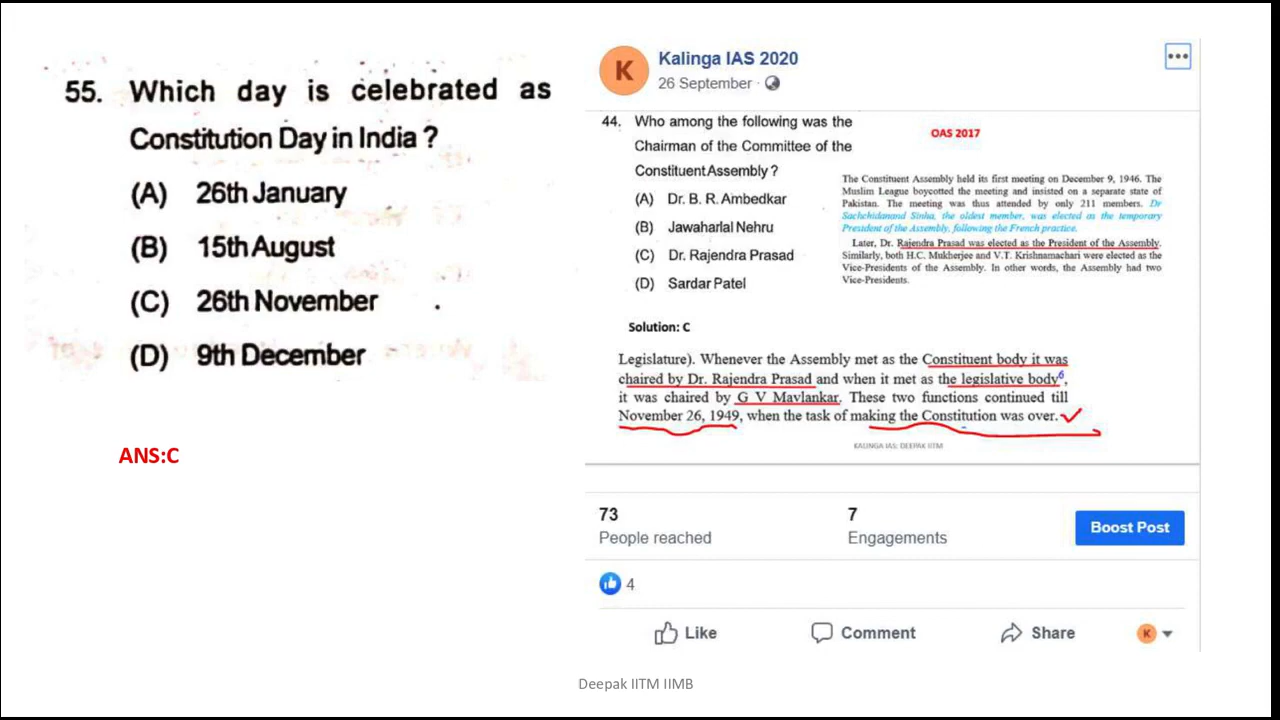 55. Which day is celebrated as
Constitution Day in India ?
(A) 26th January
(B) 15th August
(C) 26th November
(D) 9th December
ANS:C
K
Kalinga IAS 2020
26 September ·
44. Who among the following was the
Chairman of the Committee of the
Constituent Assembly ?
(A) Dr. B. R. Ambedkar
(B) Jawaharlal Nehru
(C) Dr. Rajendra Prasad
(D) Sardar Patel
OAS 2017
The Constituent Assembly held its first meeting on December 9, 1946. The
Muslim League boycotted the meeting and insisted on a separate state of
Pakistan. The meeting was thus attended by only 211 members. Dr
Sachchidanand Sinha, the oldest member, was elected as the temporary
President of the Assembly, following the French practice.
Later, Dr. Rajendra Prasad was elected as the President of the Assembly.
Similarly, both H.C. Mukherjee and V.T. Krishnamachari were elected as the
Vice-Presidents of the Assembly. In other words, the Assembly had two
Vice-Presidents.
Solution: C
Legislature). Whenever the Assembly met as the Constituent body it was
chaired by Dr. Rajendra Prasad and when it met as the legislative body6,
it was chaired by G V Mavlankar. These two functions continued till
November 26, 1949, when the task of making the Constitution was over.
KALINGA IAS: DEEPAK IITM
73
People reached
7
Engagements
Boost Post
4
Like
Comment
Share
K
Deepak IITM IIMB